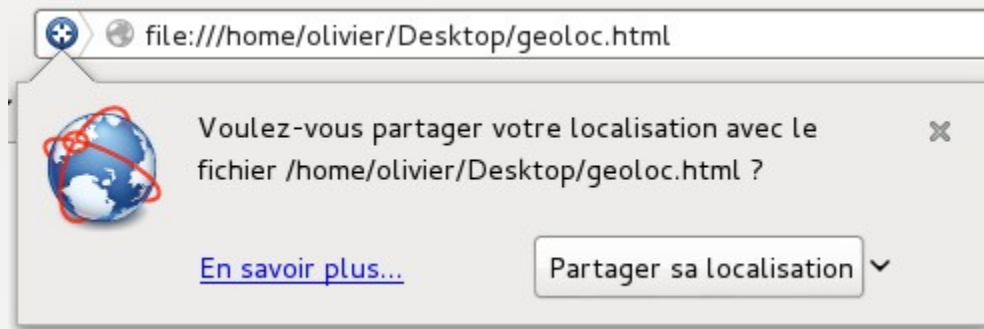 file:///home/olivier/Desktop/geoloc.html
Voulez-vous partager votre localisation avec le
fichier /home/olivier/Desktop/geoloc.html ?
En savoir plus...
Partager sa localisation